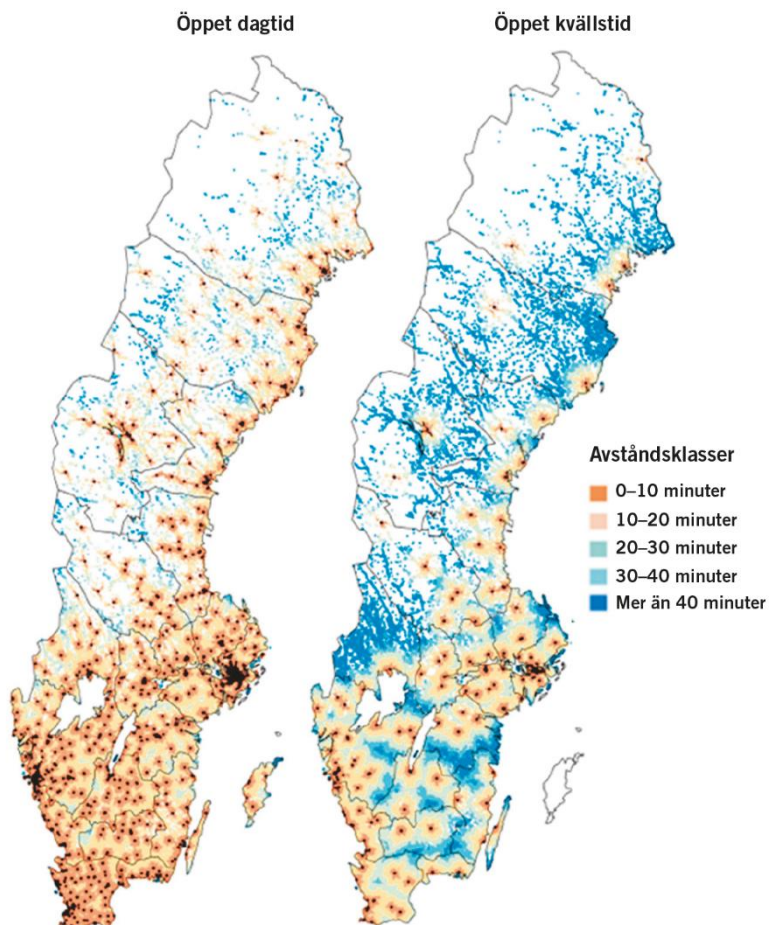 Öppet dagtid
Öppet kvällstid
Avståndsklasser
0–10 minuter
10–20 minuter
20–30 minuter
30–40 minuter
Mer än 40 minuter